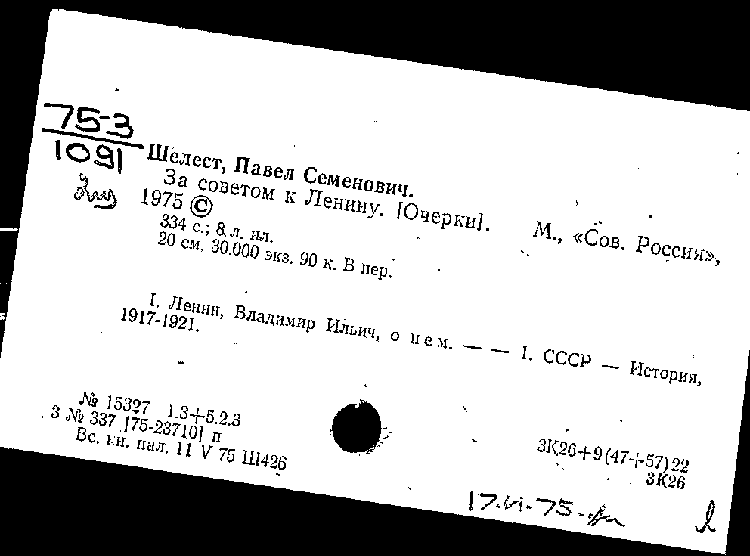 75-3
1091
Шелест, Павел Семенович.
За советом к Ленину. [Очерки]. М., «Сов. Россия»,
1975 ©
334 с.; 8 л. ил.
20 см. 30.000 экз. 90 к. В пер.
I. Ленин, Владимир Ильич, о нем. — — 1. СССР — История,
1917-1921.
№ 15327 1.3+5.2.3
3 № 337 [75-23710] п
Вс. кн. пал. 11 V 75 Ш426
3К26+9(47+57)22
3К26
17.VI-75